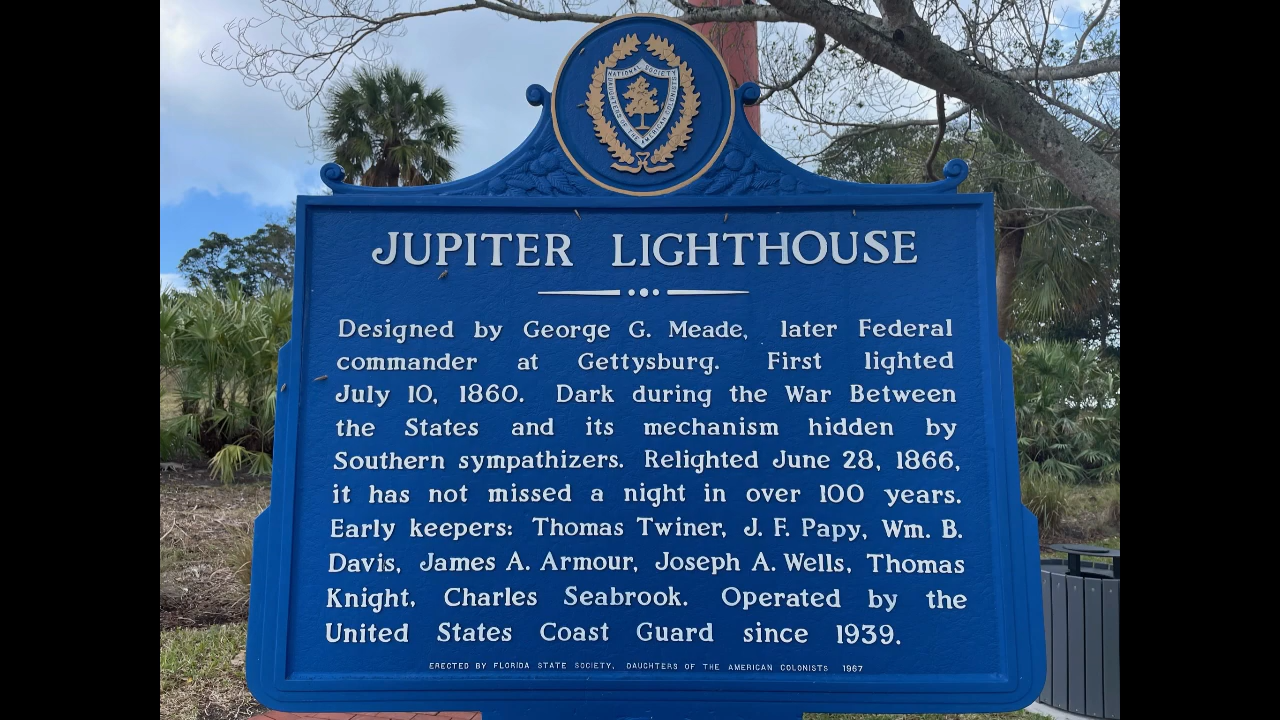 NATIONAL SOCIETY
DAUGHTERS OF THE AMERICAN COLONISTS
JUPITER LIGHTHOUSE
Designed by George G. Meade, later Federal
commander at Gettysburg. First lighted
July 10, 1860. Dark during the War Between
the States and its mechanism hidden by
Southern sympathizers. Relighted June 28, 1866,
it has not missed a night in over 100 years.
Early keepers: Thomas Twiner, J. F. Papy, Wm. B.
Davis, James A. Armour, Joseph A. Wells, Thomas
Knight, Charles Seabrook. Operated by the
United States Coast Guard since 1939.
ERECTED BY FLORIDA STATE SOCIETY, DAUGHTERS OF THE AMERICAN COLONISTS 1967